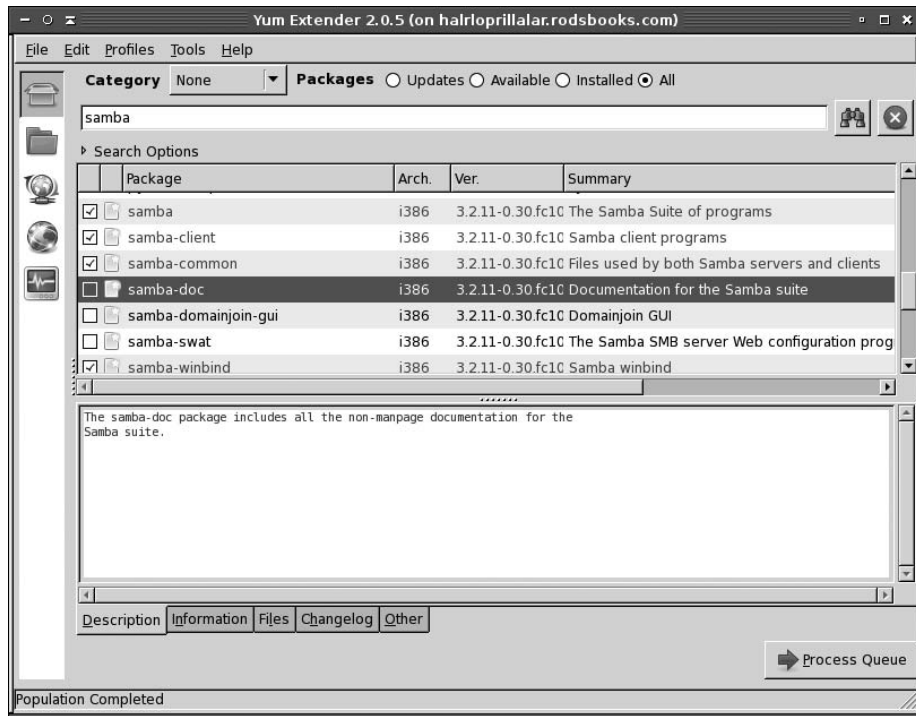 Yum Extender 2.0.5 (on halrloprillalar.rodsbooks.com)
File Edit Profiles Tools Help
Category None Packages Updates Available Installed All
samba
Search Options
Package Arch. Ver. Summary
samba i386 3.2.11-0.30.fc10 The Samba Suite of programs
samba-client i386 3.2.11-0.30.fc10 Samba client programs
samba-common i386 3.2.11-0.30.fc10 Files used by both Samba servers and clients
samba-doc i386 3.2.11-0.30.fc10 Documentation for the Samba suite
samba-domainjoin-gui i386 3.2.11-0.30.fc10 Domainjoin GUI
samba-swat i386 3.2.11-0.30.fc10 The Samba SMB server Web configuration prog
samba-winbind i386 3.2.11-0.30.fc10 Samba winbind
The samba-doc package includes all the non-manpage documentation for the
Samba suite.
Description Information Files Changelog Other
Process Queue
Population Completed